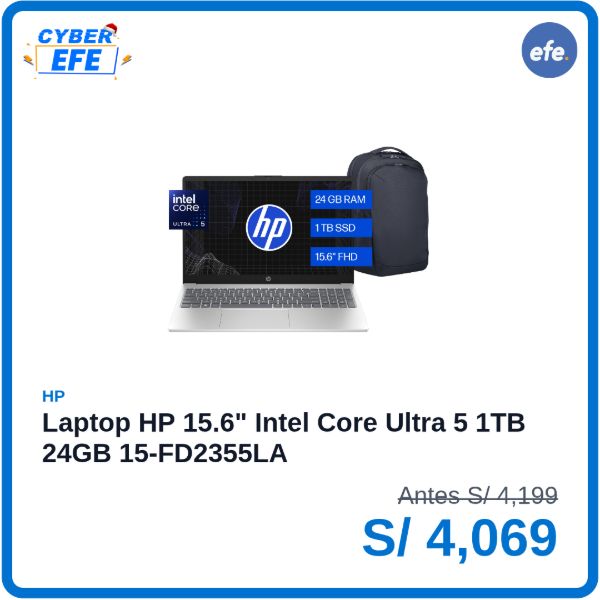 CYBER
EFE
efe.
intel
CORE
ULTRA 5
hp
24 GB RAM
1 TB SSD
15.6" FHD
HP
Laptop HP 15.6" Intel Core Ultra 5 1TB
24GB 15-FD2355LA
Antes S/ 4,199
S/ 4,069